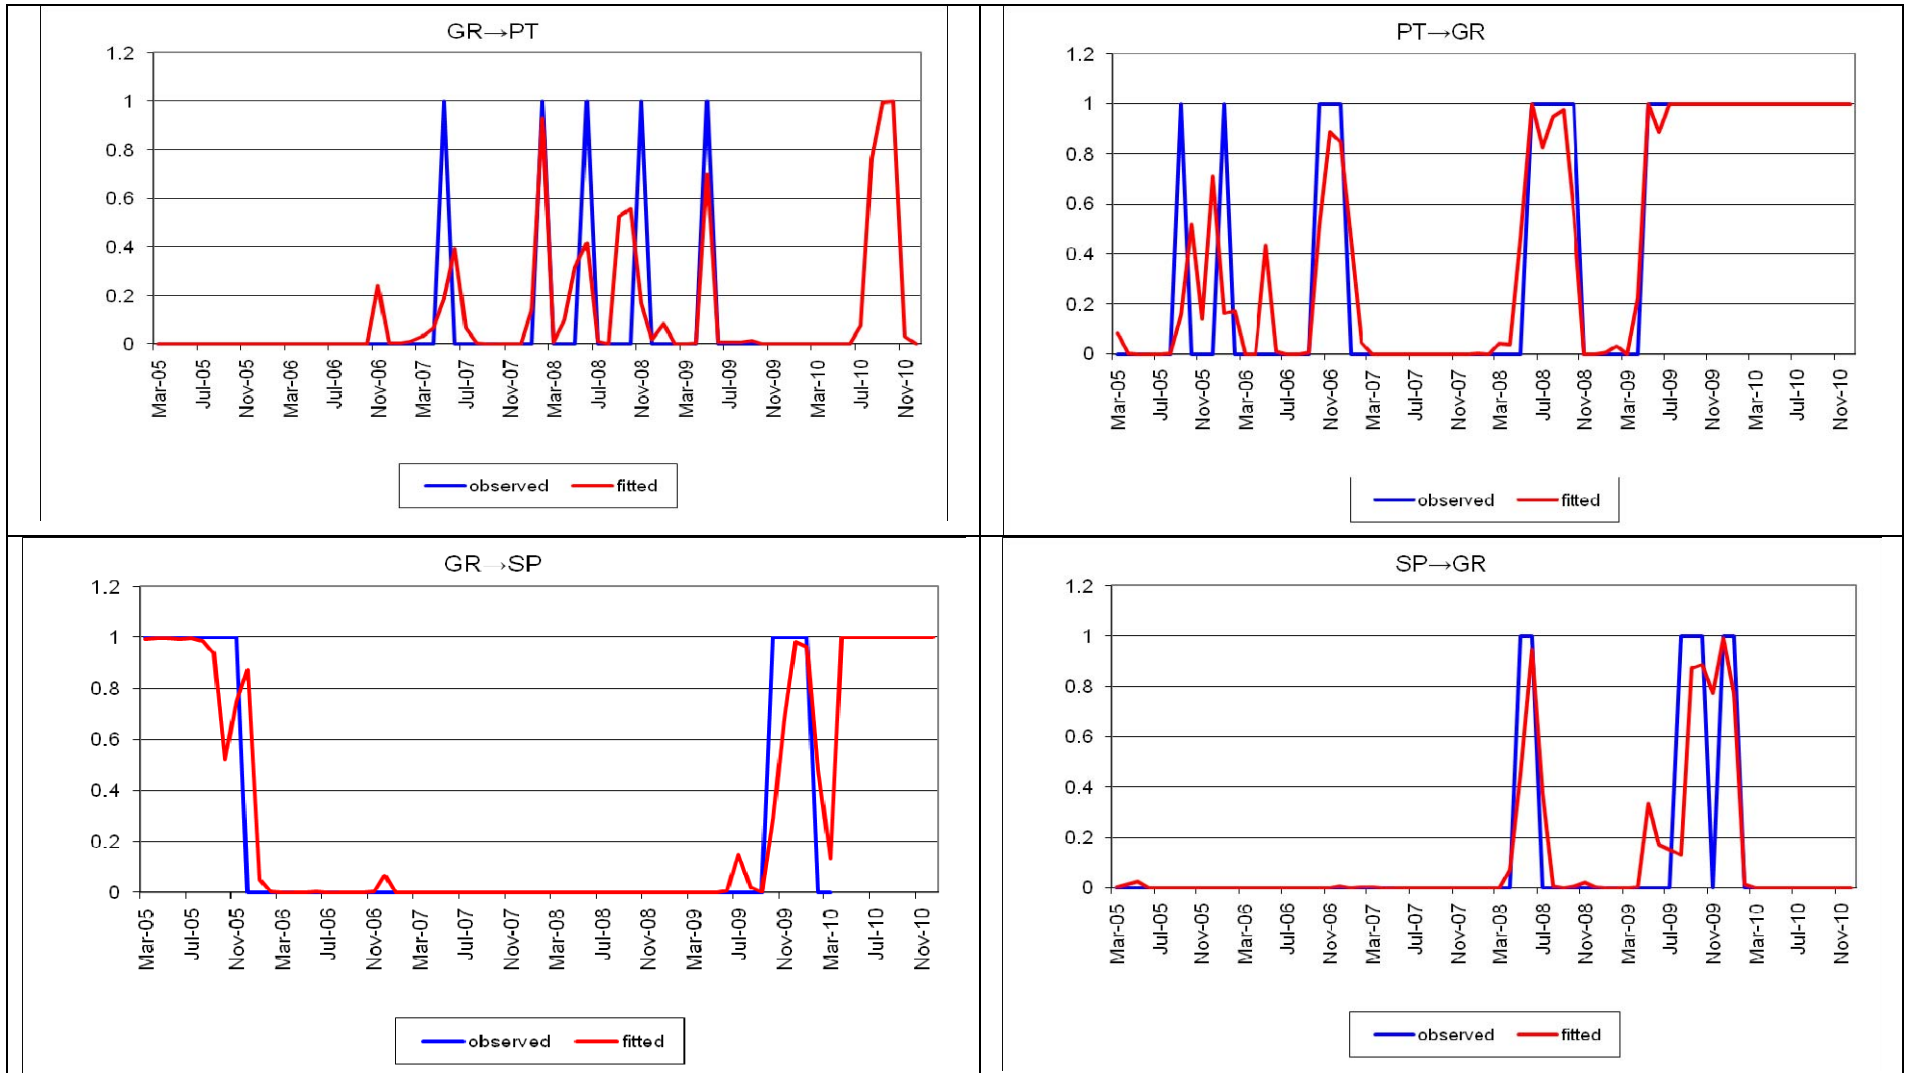 GR→PT
1.2
1
0.8
0.6
0.4
0.2
0
Mar-05 Jul-05 Nov-05 Mar-06 Jul-06 Nov-06 Mar-07 Jul-07 Nov-07 Mar-08 Jul-08 Nov-08 Mar-09 Jul-09 Nov-09 Mar-10 Jul-10 Nov-10
observed fitted
PT→GR
1.2
1
0.8
0.6
0.4
0.2
0
Mar-05 Jul-05 Nov-05 Mar-06 Jul-06 Nov-06 Mar-07 Jul-07 Nov-07 Mar-08 Jul-08 Nov-08 Mar-09 Jul-09 Nov-09 Mar-10 Jul-10 Nov-10
observed fitted
GR→SP
1.2
1
0.8
0.6
0.4
0.2
0
Mar-05 Jul-05 Nov-05 Mar-06 Jul-06 Nov-06 Mar-07 Jul-07 Nov-07 Mar-08 Jul-08 Nov-08 Mar-09 Jul-09 Nov-09 Mar-10 Jul-10 Nov-10
observed fitted
SP→GR
1.2
1
0.8
0.6
0.4
0.2
0
Mar-05 Jul-05 Nov-05 Mar-06 Jul-06 Nov-06 Mar-07 Jul-07 Nov-07 Mar-08 Jul-08 Nov-08 Mar-09 Jul-09 Nov-09 Mar-10 Jul-10 Nov-10
observed fitted